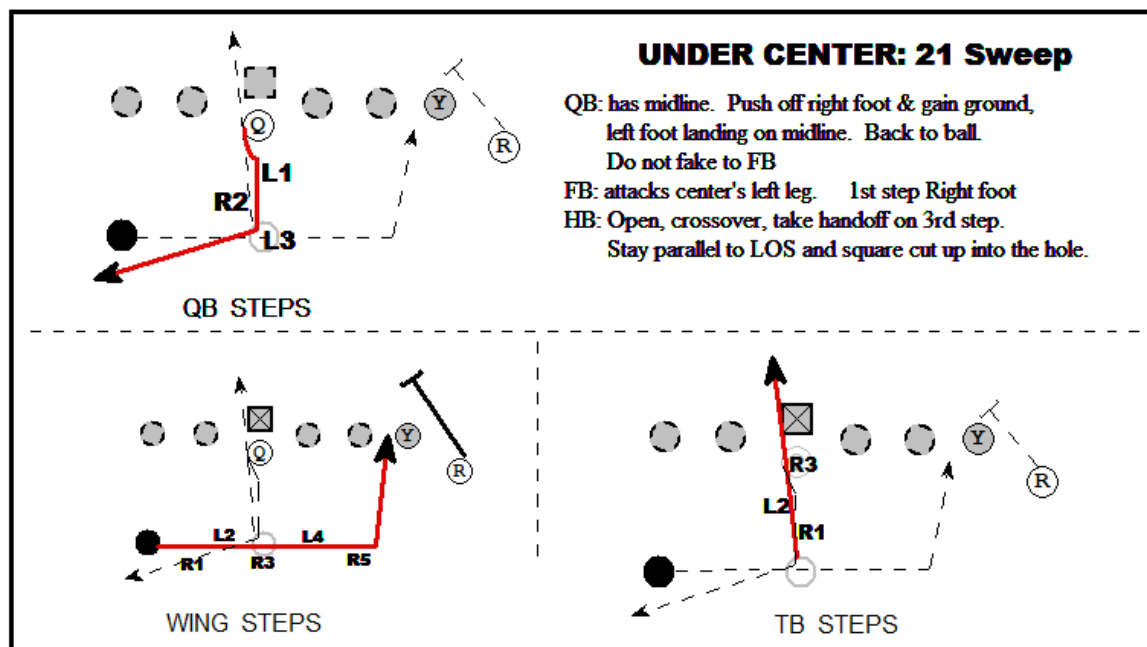 UNDER CENTER: 21 Sweep
QB: has midline. Push off right foot & gain ground,
left foot landing on midline. Back to ball.
Do not fake to FB
FB: attacks center's left leg. 1st step Right foot
HB: Open, crossover, take handoff on 3rd step.
Stay parallel to LOS and square cut up into the hole.
Y
Q
R
L1
R2
L3
QB STEPS
Y
Q
R
L2
L4
R1
R3
R5
WING STEPS
Y
R3
R
L2
R1
TB STEPS